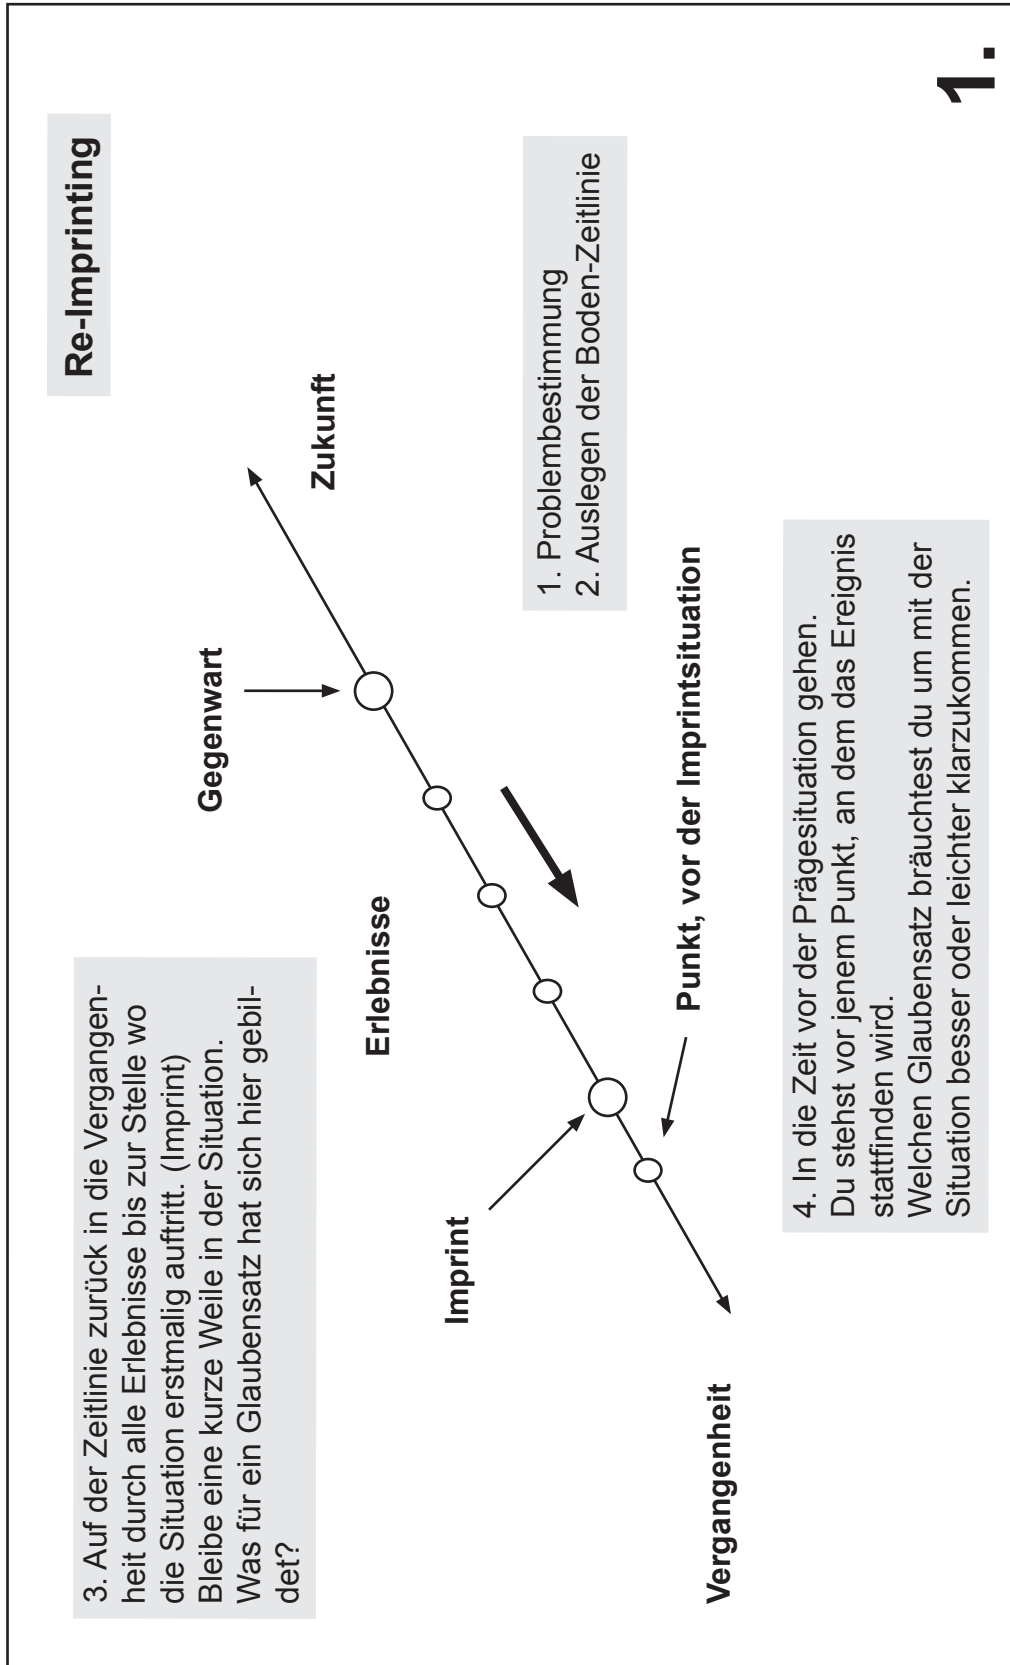 Re-Imprinting
3. Auf der Zeitlinie zurück in die Vergangen-
heit durch alle Erlebnisse bis zur Stelle wo
die Situation erstmalig auftritt. (Imprint)
Bleibe eine kurze Weile in der Situation.
Was für ein Glaubensatz hat sich hier gebil-
det?
Gegenwart
Zukunft
Erlebnisse
Imprint
1. Problembestimmung
2. Auslegen der Boden-Zeitlinie
Punkt, vor der Imprintsituation
Vergangenheit
4. In die Zeit vor der Prägesituation gehen.
Du stehst vor jenem Punkt, an dem das Ereignis
stattfinden wird.
Welchen Glaubensatz bräuchtest du um mit der
Situation besser oder leichter klarzukommen.
1.